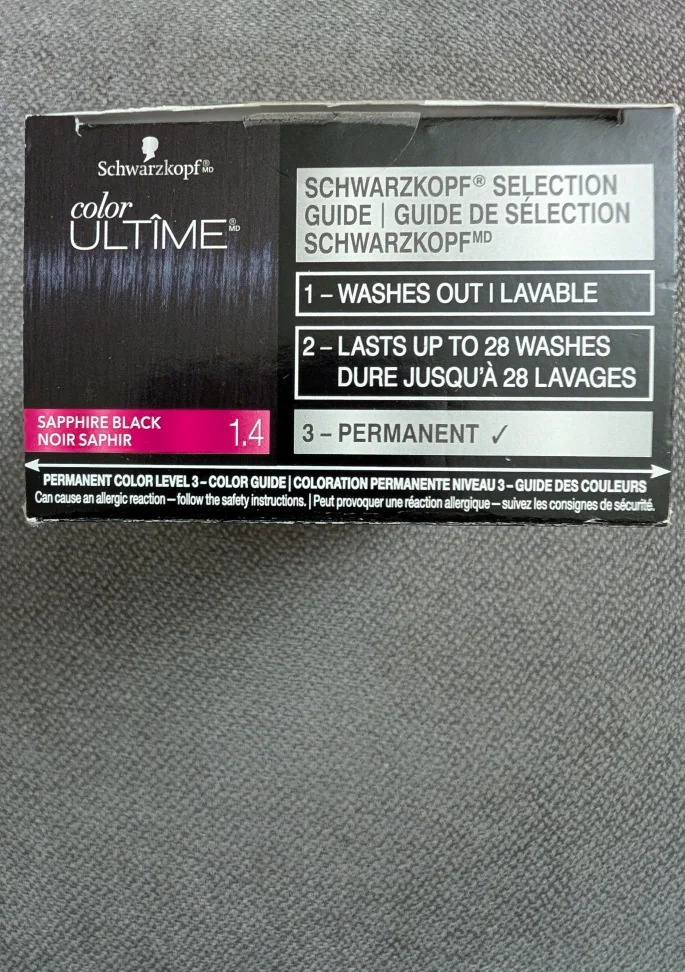 Schwarzkopf® MD
color
ULTÎME® MD
SAPPHIRE BLACK
NOIR SAPHIR
1.4
SCHWARZKOPF® SELECTION
GUIDE | GUIDE DE SÉLECTION
SCHWARZKOPF MD
1 – WASHES OUT | LAVABLE
2 – LASTS UP TO 28 WASHES
DURE JUSQU'À 28 LAVAGES
3 – PERMANENT ✓
PERMANENT COLOR LEVEL 3 – COLOR GUIDE | COLORATION PERMANENTE NIVEAU 3 – GUIDE DES COULEURS
Can cause an allergic reaction — follow the safety instructions. | Peut provoquer une réaction allergique — suivez les consignes de sécurité.